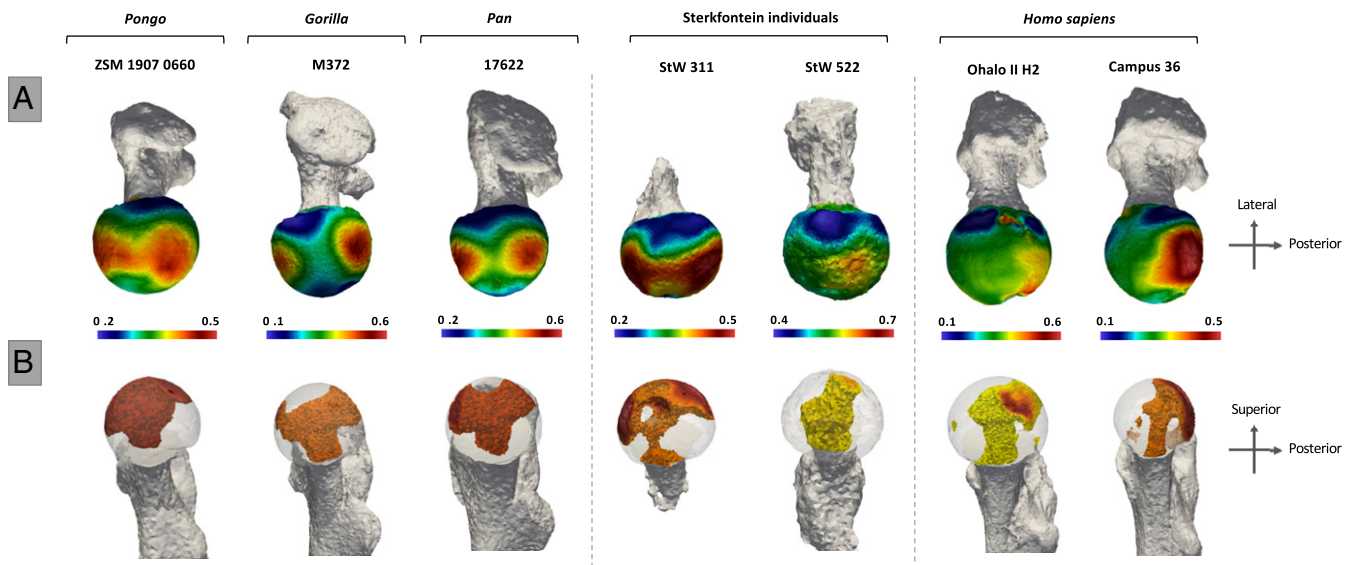 Pongo Gorilla Pan Sterkfontein individuals Homo sapiens
ZSM 1907 0660 M372 17622 StW 311 StW 522 Ohalo II H2 Campus 36
A
Lateral
Posterior
0.2 0.5 0.1 0.6 0.2 0.6 0.2 0.5 0.4 0.7 0.1 0.6 0.1 0.5
B
Superior
Posterior